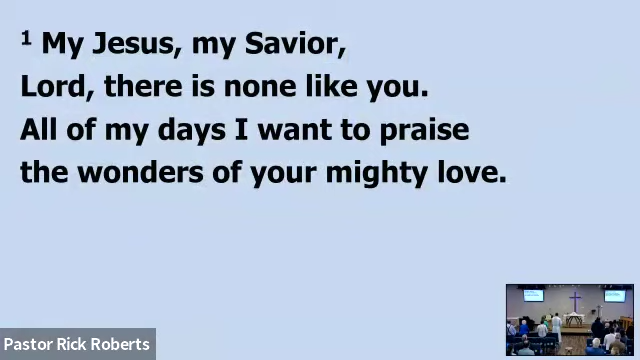 1 My Jesus, my Savior,
Lord, there is none like you.
All of my days I want to praise
the wonders of your mighty love.
Pastor Rick Roberts